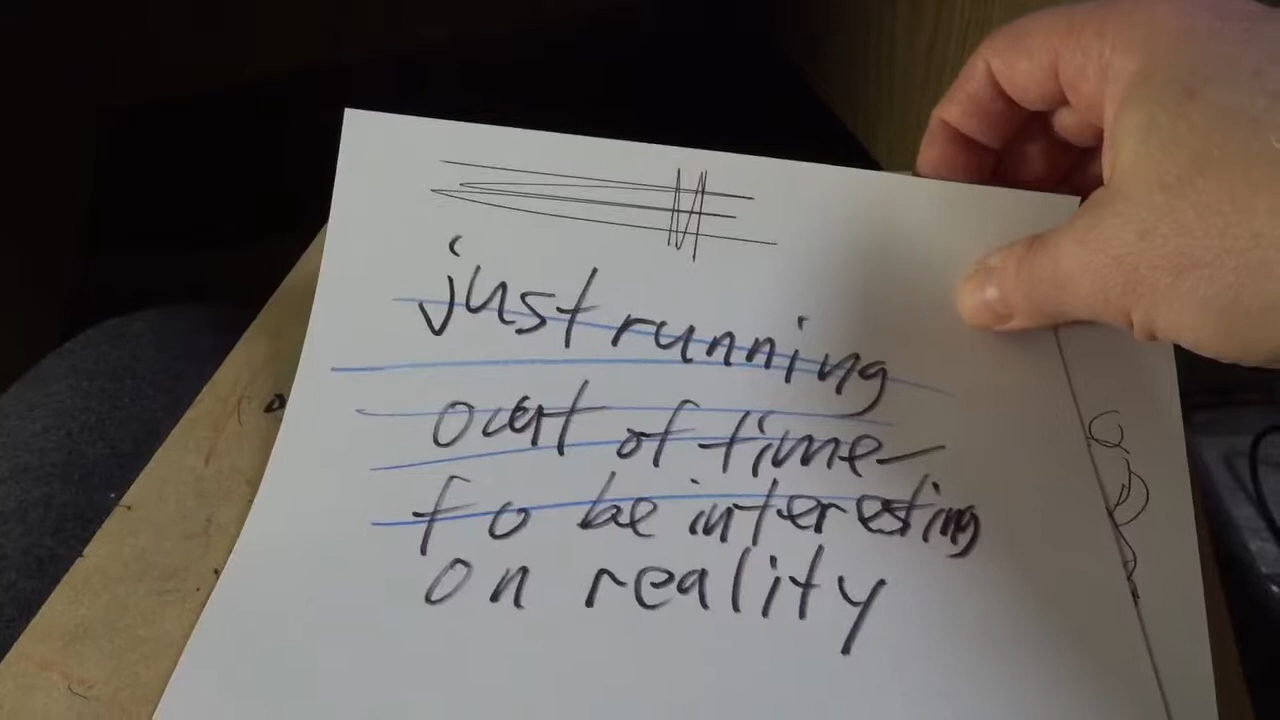 just running
out of time
to be interesting
on reality